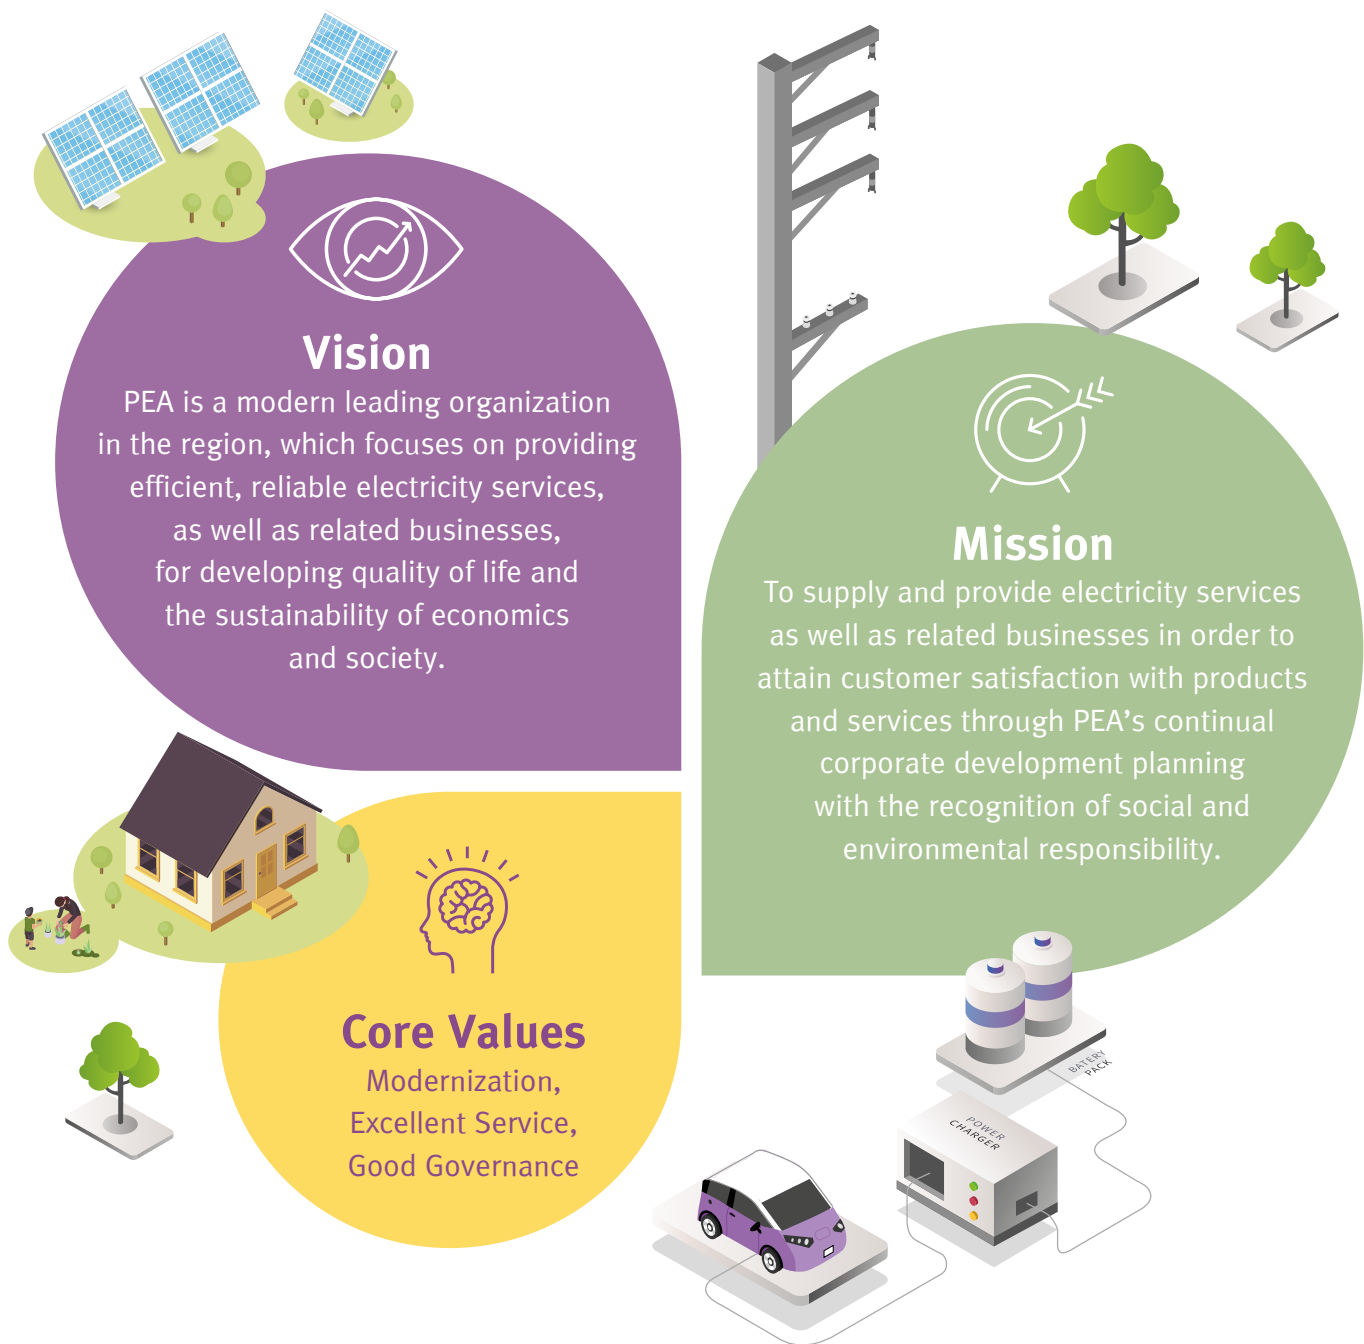 Vision
PEA is a modern leading organization
in the region, which focuses on providing
efficient, reliable electricity services,
as well as related businesses,
for developing quality of life and
the sustainability of economics
and society.
Mission
To supply and provide electricity services
as well as related businesses in order to
attain customer satisfaction with products
and services through PEA’s continual
corporate development planning
with the recognition of social and
environmental responsibility.
Core Values
Modernization,
Excellent Service,
Good Governance
BATERY
PACK
POWER
CHARGER